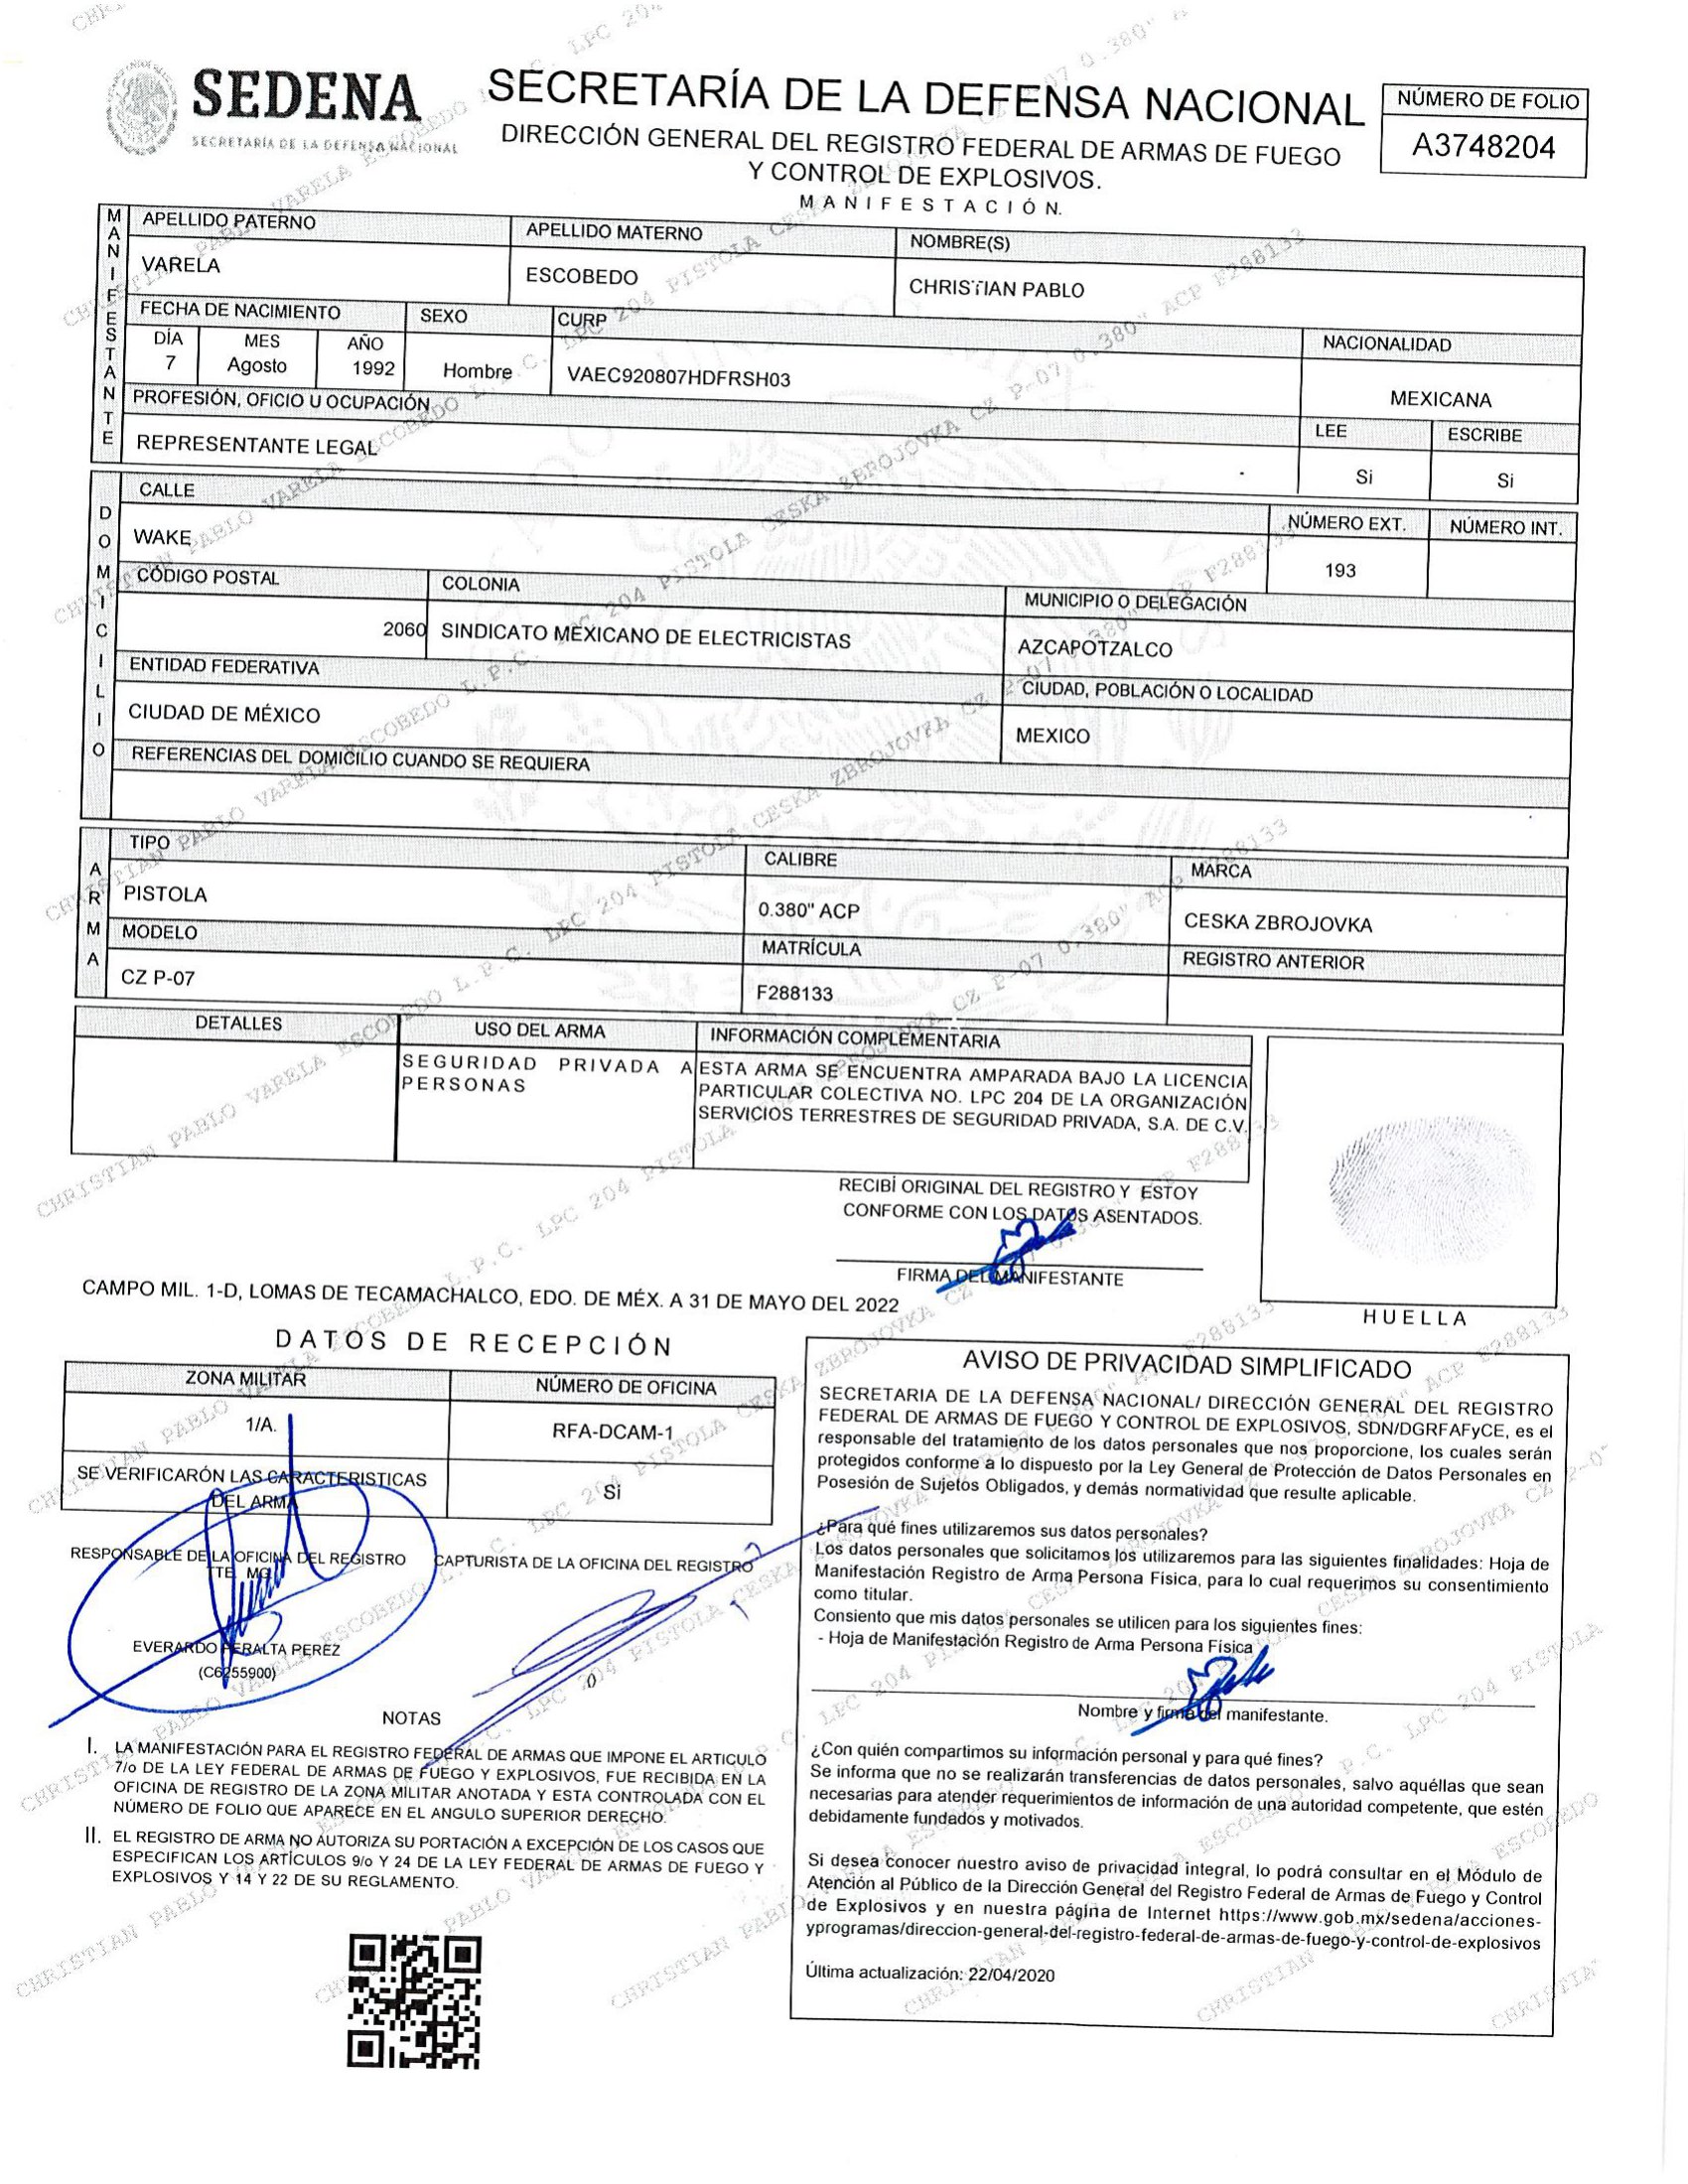 SEDENA
SECRETARÍA DE LA DEFENSA NACIONAL
SECRETARÍA DE LA DEFENSA NACIONAL
DIRECCIÓN GENERAL DEL REGISTRO FEDERAL DE ARMAS DE FUEGO
Y CONTROL DE EXPLOSIVOS.
MANIFESTACIÓN.
NÚMERO DE FOLIO
A3748204
MANIFESTANTE
APELLIDO PATERNO APELLIDO MATERNO NOMBRE(S)
VARELA ESCOBEDO CHRISTIAN PABLO
FECHA DE NACIMIENTO SEXO CURP NACIONALIDAD
DÍA MES AÑO
7 Agosto 1992 Hombre VAEC920807HDFRSH03 MEXICANA
PROFESIÓN, OFICIO U OCUPACIÓN LEE ESCRIBE
REPRESENTANTE LEGAL Si Si
DOMICILIO
CALLE NÚMERO EXT. NÚMERO INT.
WAKE 193
CÓDIGO POSTAL COLONIA MUNICIPIO O DELEGACIÓN
2060 SINDICATO MEXICANO DE ELECTRICISTAS AZCAPOTZALCO
ENTIDAD FEDERATIVA CIUDAD, POBLACIÓN O LOCALIDAD
CIUDAD DE MÉXICO MEXICO
REFERENCIAS DEL DOMICILIO CUANDO SE REQUIERA
ARMA
TIPO CALIBRE MARCA
PISTOLA 0.380" ACP CESKA ZBROJOVKA
MODELO MATRÍCULA REGISTRO ANTERIOR
CZ P-07 F288133
DETALLES USO DEL ARMA INFORMACIÓN COMPLEMENTARIA
SEGURIDAD PRIVADA A
PERSONAS
ESTA ARMA SE ENCUENTRA AMPARADA BAJO LA LICENCIA
PARTICULAR COLECTIVA NO. LPC 204 DE LA ORGANIZACIÓN
SERVICIOS TERRESTRES DE SEGURIDAD PRIVADA, S.A. DE C.V.
RECIBÍ ORIGINAL DEL REGISTRO Y ESTOY
CONFORME CON LOS DATOS ASENTADOS.
FIRMA DEL MANIFESTANTE
HUELLA
CAMPO MIL. 1-D, LOMAS DE TECAMACHALCO, EDO. DE MÉX. A 31 DE MAYO DEL 2022
DATOS DE RECEPCIÓN
ZONA MILITAR NÚMERO DE OFICINA
1/A. RFA-DCAM-1
SE VERIFICARÓN LAS CARACTERISTICAS
DEL ARMA
Si
RESPONSABLE DE LA OFICINA DEL REGISTRO
TTE. MG.
EVERARDO PERALTA PEREZ
(C6255900)
CAPTURISTA DE LA OFICINA DEL REGISTRO
NOTAS
I. LA MANIFESTACIÓN PARA EL REGISTRO FEDERAL DE ARMAS QUE IMPONE EL ARTICULO
7/o DE LA LEY FEDERAL DE ARMAS DE FUEGO Y EXPLOSIVOS, FUE RECIBIDA EN LA
OFICINA DE REGISTRO DE LA ZONA MILITAR ANOTADA Y ESTA CONTROLADA CON EL
NÚMERO DE FOLIO QUE APARECE EN EL ANGULO SUPERIOR DERECHO.
II. EL REGISTRO DE ARMA NO AUTORIZA SU PORTACIÓN A EXCEPCIÓN DE LOS CASOS QUE
ESPECIFICAN LOS ARTÍCULOS 9/o Y 24 DE LA LEY FEDERAL DE ARMAS DE FUEGO Y
EXPLOSIVOS Y 14 Y 22 DE SU REGLAMENTO.
AVISO DE PRIVACIDAD SIMPLIFICADO
SECRETARIA DE LA DEFENSA NACIONAL/ DIRECCIÓN GENERAL DEL REGISTRO
FEDERAL DE ARMAS DE FUEGO Y CONTROL DE EXPLOSIVOS, SDN/DGRFAFyCE, es el
responsable del tratamiento de los datos personales que nos proporcione, los cuales serán
protegidos conforme a lo dispuesto por la Ley General de Protección de Datos Personales en
Posesión de Sujetos Obligados, y demás normatividad que resulte aplicable.
¿Para qué fines utilizaremos sus datos personales?
Los datos personales que solicitamos los utilizaremos para las siguientes finalidades: Hoja de
Manifestación Registro de Arma Persona Física, para lo cual requerimos su consentimiento
como titular.
Consiento que mis datos personales se utilicen para los siguientes fines:
- Hoja de Manifestación Registro de Arma Persona Física
Nombre y firma del manifestante.
¿Con quién compartimos su información personal y para qué fines?
Se informa que no se realizarán transferencias de datos personales, salvo aquéllas que sean
necesarias para atender requerimientos de información de una autoridad competente, que estén
debidamente fundados y motivados.
Si desea conocer nuestro aviso de privacidad integral, lo podrá consultar en el Módulo de
Atención al Público de la Dirección General del Registro Federal de Armas de Fuego y Control
de Explosivos y en nuestra página de Internet https://www.gob.mx/sedena/acciones-
yprogramas/direccion-general-del-registro-federal-de-armas-de-fuego-y-control-de-explosivos
Última actualización: 22/04/2020